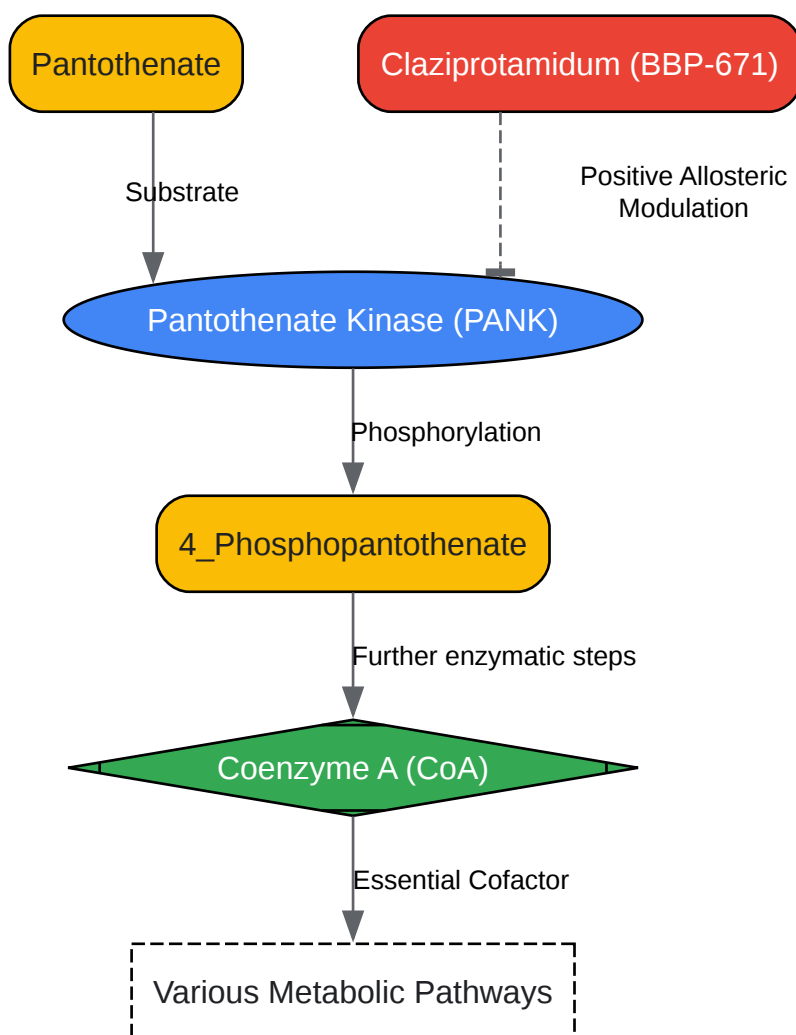 Pantothenate
Claziprotamidum (BBP-671)
Substrate
Positive Allosteric
Modulation
Pantothenate Kinase (PANK)
Phosphorylation
4_Phosphopantothenate
Further enzymatic steps
Coenzyme A (CoA)
Essential Cofactor
Various Metabolic Pathways